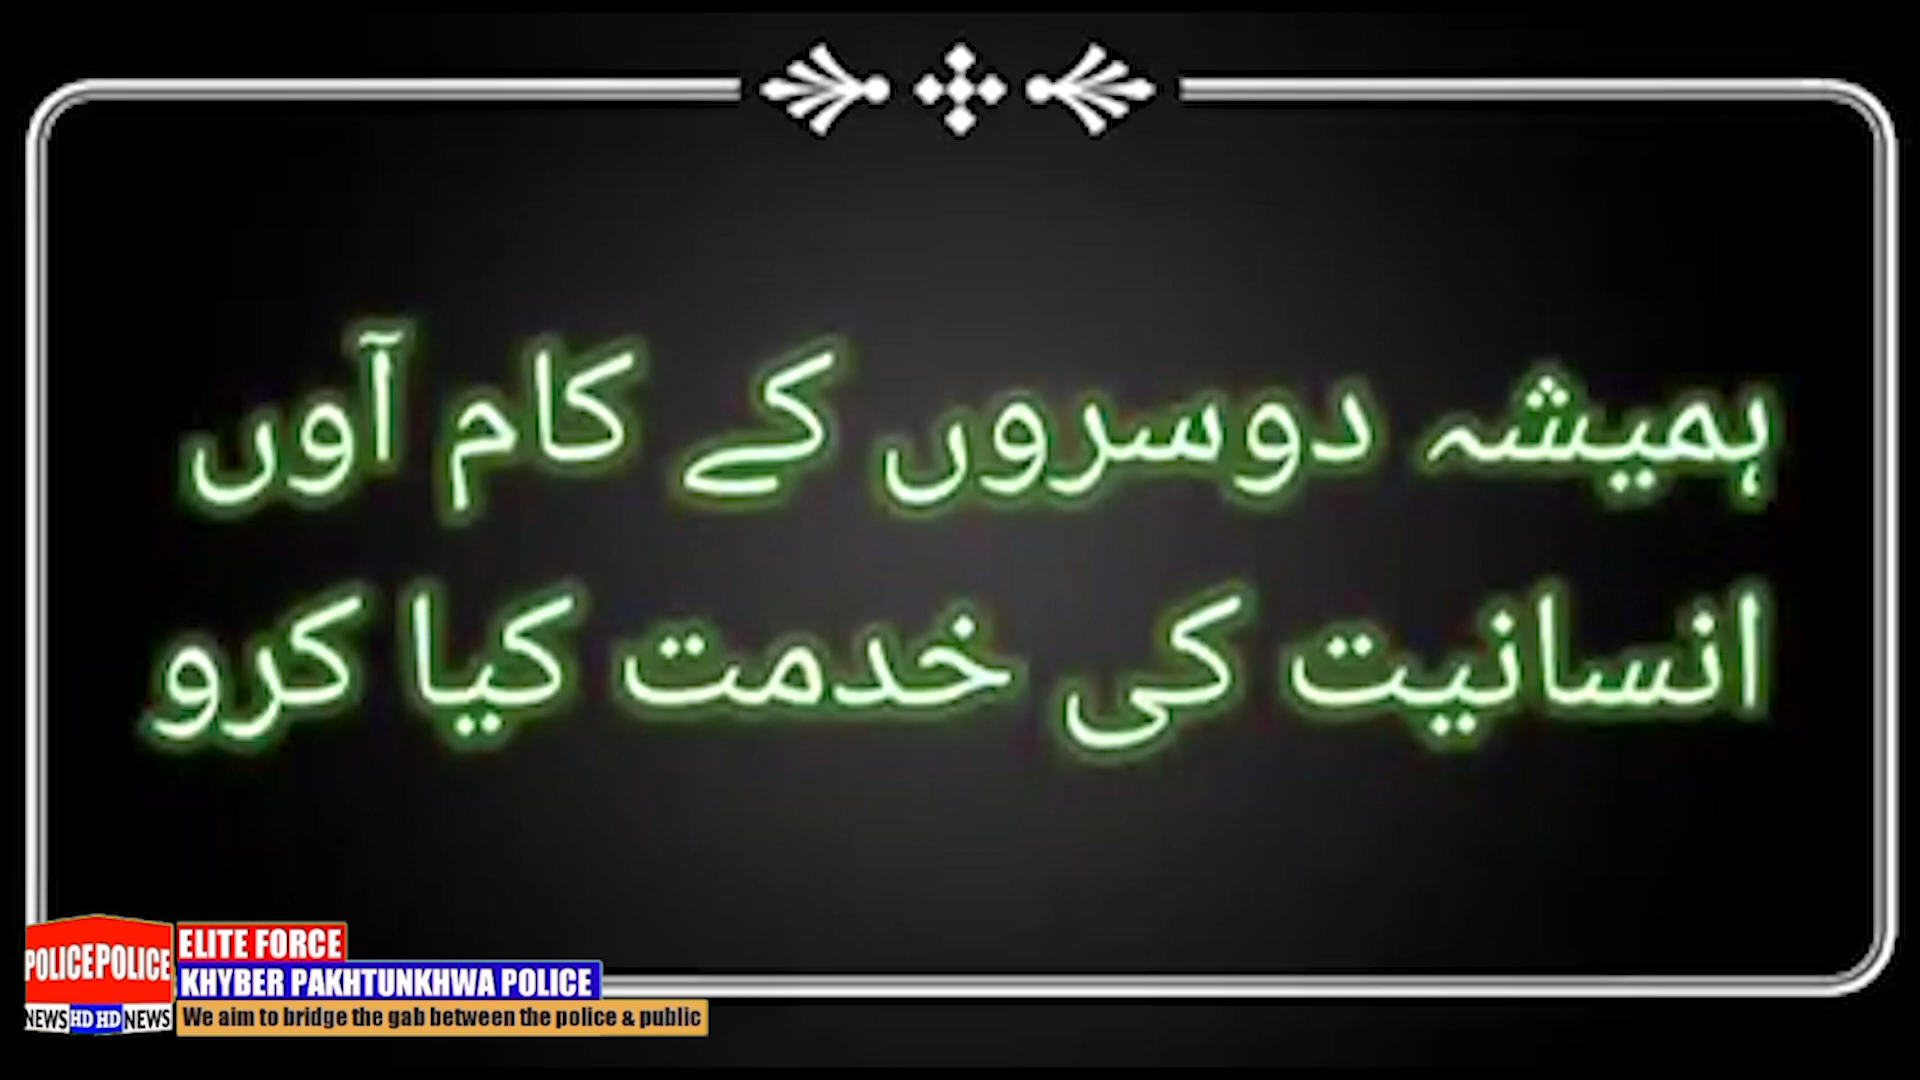 ہمیشہ دوسروں کے کام آوں
انسانیت کی خدمت کیا کرو
POLICEPOLICE
NEWS HD HD NEWS
ELITE FORCE
KHYBER PAKHTUNKHWA POLICE
We aim to bridge the gab between the police & public